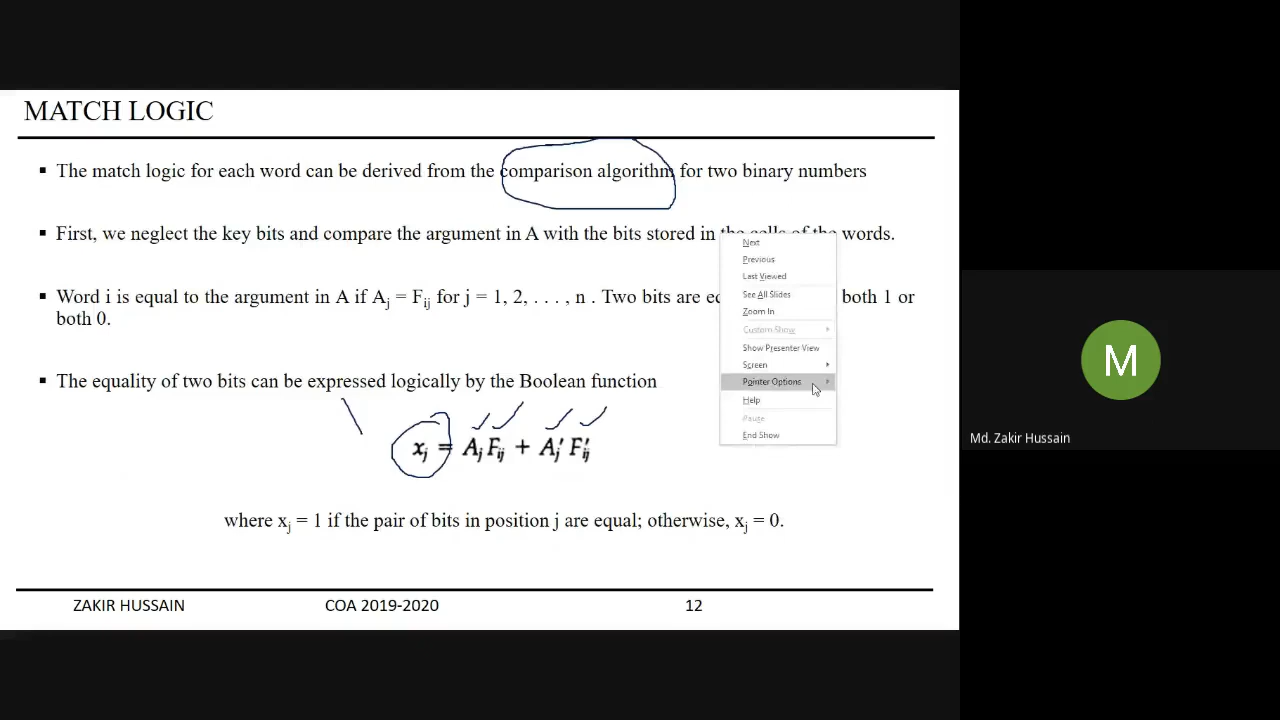 MATCH LOGIC
▪ The match logic for each word can be derived from the comparison algorithm for two binary numbers
▪ First, we neglect the key bits and compare the argument in A with the bits stored in the cells of the words.
▪ Word i is equal to the argument in A if Aj = Fij for j = 1, 2, . . . , n . Two bits are both 1 or
both 0.
▪ The equality of two bits can be expressed logically by the Boolean function
xj = Aj Fij + Aj′ Fij′
where xj = 1 if the pair of bits in position j are equal; otherwise, xj = 0.
ZAKIR HUSSAIN COA 2019-2020 12
Next
Previous
Last Viewed
See All Slides
Zoom In
Custom Show
Show Presenter View
Screen
Pointer Options
Help
Pause
End Show
M
Md. Zakir Hussain